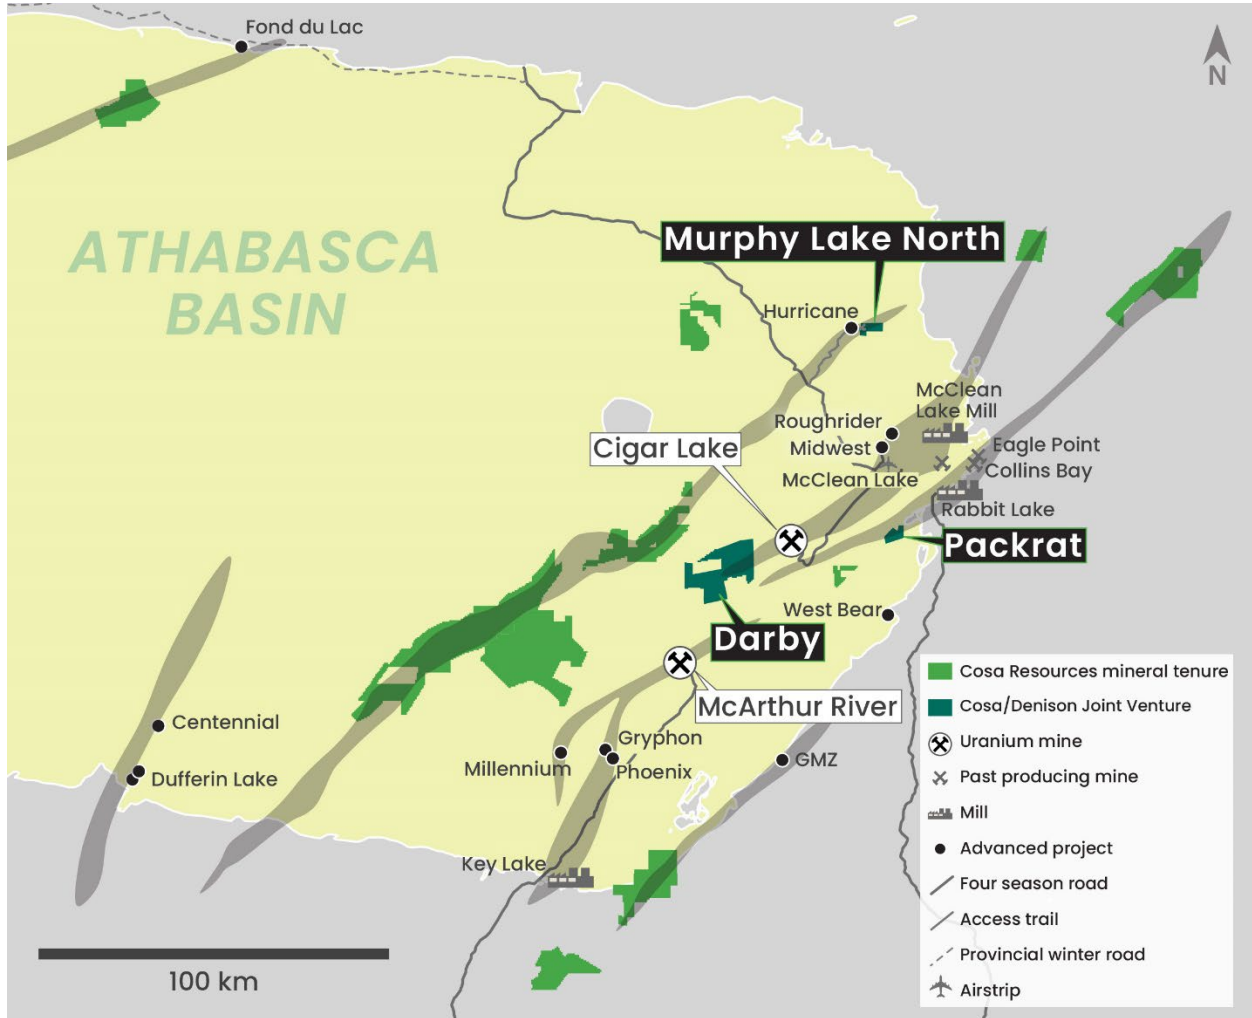 Fond du Lac
N
ATHABASCA
BASIN
Murphy Lake North
Hurricane
McClean
Lake Mill
Roughrider
Midwest
Eagle Point
Cigar Lake
McClean Lake
Collins Bay
Rabbit Lake
Packrat
West Bear
Darby
McArthur River
Centennial
Gryphon
Millennium
Phoenix
GMZ
Dufferin Lake
Key Lake
100 km
Cosa Resources mineral tenure
Cosa/Denison Joint Venture
Uranium mine
Past producing mine
Mill
Advanced project
Four season road
Access trail
Provincial winter road
Airstrip